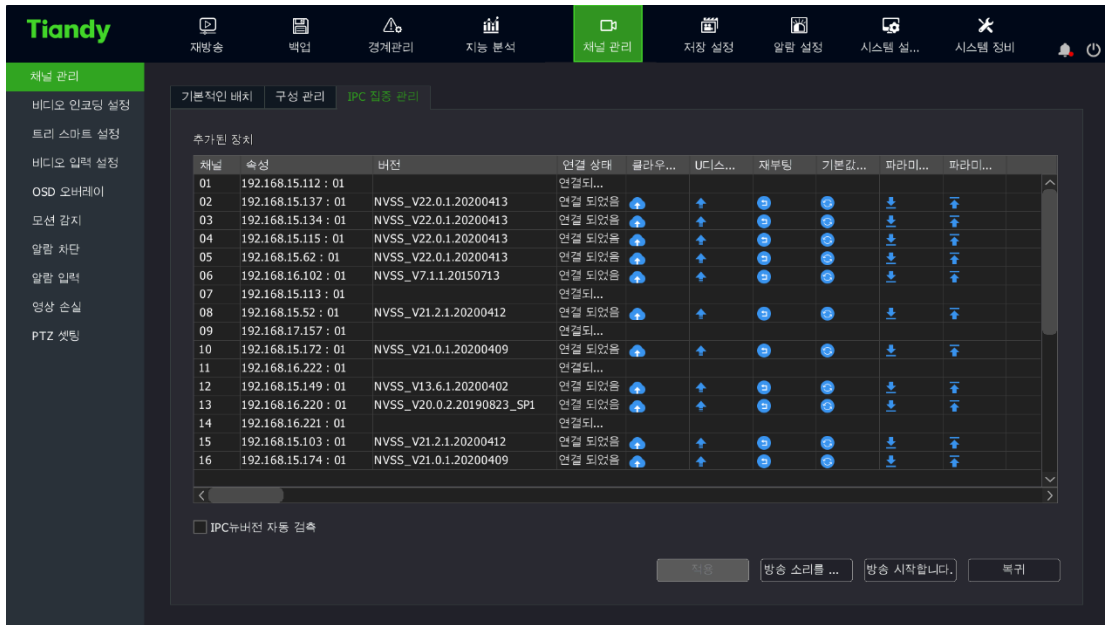 Tiandy
재방송 백업 경계관리 지능 분석 채널 관리 저장 설정 알람 설정 시스템 설... 시스템 정비
채널 관리
비디오 인코딩 설정
트리 스마트 설정
비디오 입력 설정
OSD 오버레이
모션 감지
알람 차단
알람 입력
영상 손실
PTZ 셋팅
기본적인 배치 구성 관리 IPC 집중 관리
추가된 장치
채널 속성 버전 연결 상태 클라우... U디스... 재부팅 기본값... 파라미... 파라미...
01 192.168.15.112 : 01 연결되...
02 192.168.15.137 : 01 NVSS_V22.0.1.20200413 연결 되었음
03 192.168.15.134 : 01 NVSS_V22.0.1.20200413 연결 되었음
04 192.168.15.115 : 01 NVSS_V22.0.1.20200413 연결 되었음
05 192.168.15.62 : 01 NVSS_V22.0.1.20200413 연결 되었음
06 192.168.16.102 : 01 NVSS_V7.1.1.20150713 연결 되었음
07 192.168.15.113 : 01 연결되...
08 192.168.15.52 : 01 NVSS_V21.2.1.20200412 연결 되었음
09 192.168.17.157 : 01 연결되...
10 192.168.15.172 : 01 NVSS_V21.0.1.20200409 연결 되었음
11 192.168.16.222 : 01 연결되...
12 192.168.15.149 : 01 NVSS_V13.6.1.20200402 연결 되었음
13 192.168.16.220 : 01 NVSS_V20.0.2.20190823_SP1 연결 되었음
14 192.168.16.221 : 01 연결되...
15 192.168.15.103 : 01 NVSS_V21.2.1.20200412 연결 되었음
16 192.168.15.174 : 01 NVSS_V21.0.1.20200409 연결 되었음
IPC뉴버전 자동 검측
적용 방송 소리를 ... 방송 시작합니다. 복귀